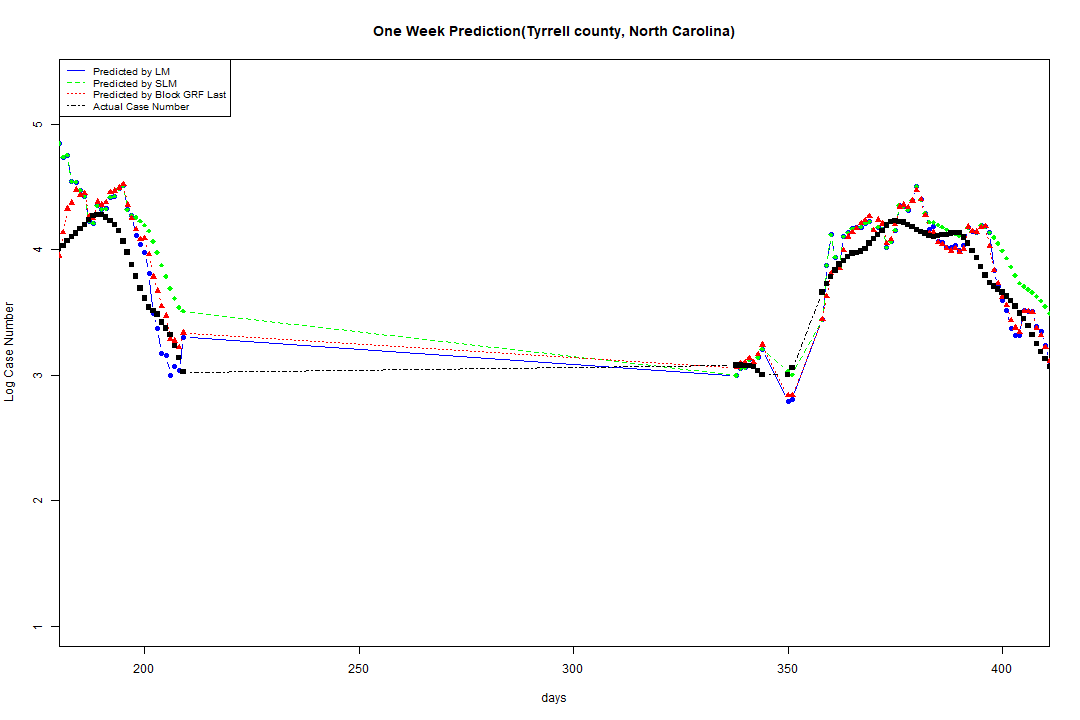 One Week Prediction(Tyrrell county, North Carolina)
Predicted by LM
Predicted by SLM
Predicted by Block GRF Last
Actual Case Number
5
4
3
2
1
Log Case Number
200 250 300 350 400
days